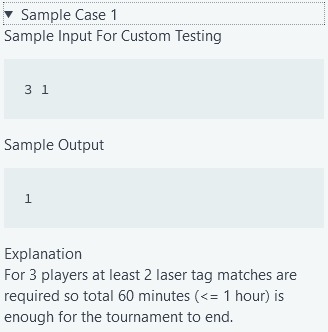 ▼ Sample Case 1
Sample Input For Custom Testing
3 1
Sample Output
1
Explanation
For 3 players at least 2 laser tag matches are
required so total 60 minutes (<= 1 hour) is
enough for the tournament to end.